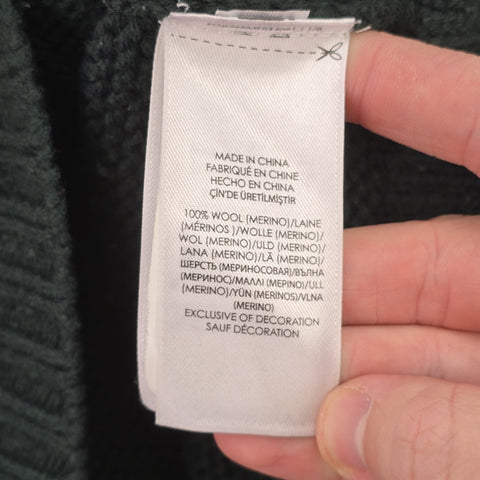 MADE IN CHINA
FABRIQUÉ EN CHINE
HECHO EN CHINA
ÇİN'DE ÜRETİLMİŞTİR
100% WOOL (MERINO)/LAINE
(MÉRINOS )/WOLLE (MERINO)/
WOL (MERINO)/ULD (MERINO)/
LANA (MERINO)/LÃ (MERINO)/
ШЕРСТЬ (МЕРИНОСОВАЯ)/ВЪЛНА
(МЕРИНОС)/ΜΑΛΛΙ (ΜΕΡΙΝΟ)/ULL
(MERINO)/YÜN (MERİNOS)/VLNA
(MERINO)
EXCLUSIVE OF DECORATION
SAUF DÉCORATION